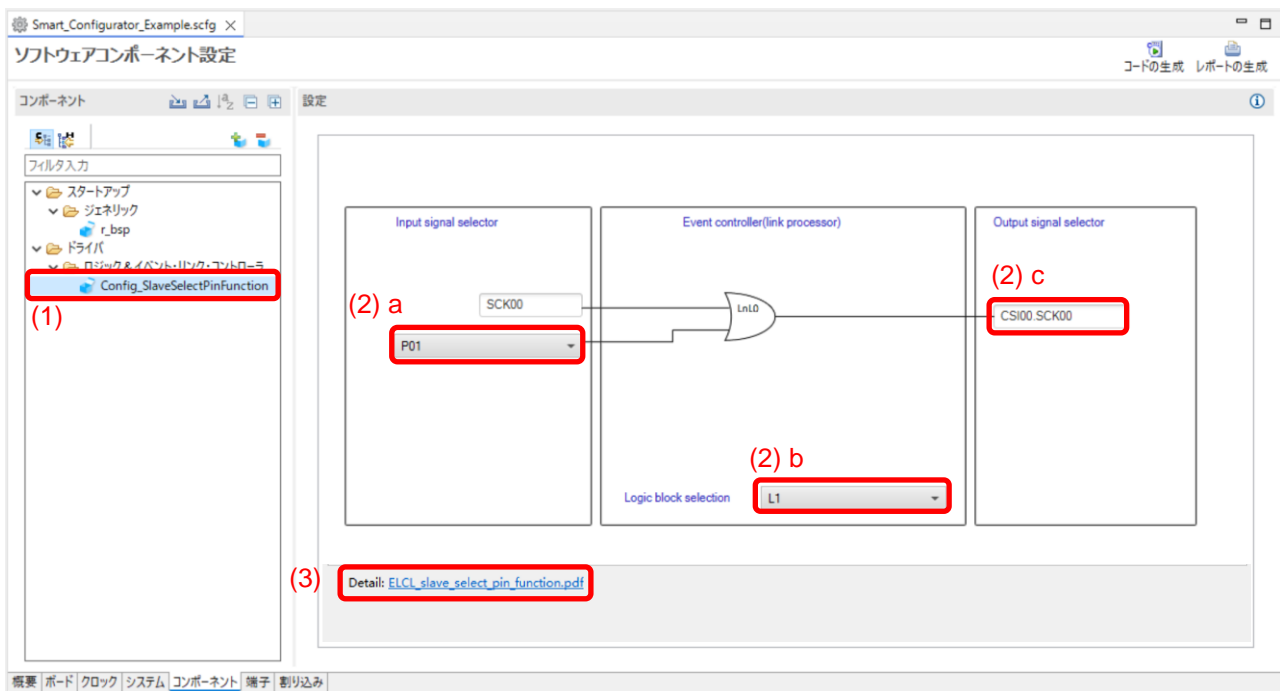 Smart_Configurator_Example.scfg
ソフトウェアコンポーネント設定
コードの生成 レポートの生成
コンポーネント
設定
フィルタ入力
スタートアップ
ジェネリック
r_bsp
ドライバ
ロジック&イベント・リンク・コントローラ
Config_SlaveSelectPinFunction
(1)
Input signal selector
Event controller(link processor)
Output signal selector
(2) a
SCK00
P01
LnL0
(2) c
CSI00.SCK00
(2) b
Logic block selection
L1
(3)
Detail: ELCL_slave_select_pin_function.pdf
概要 ボード クロック システム コンポーネント 端子 割り込み